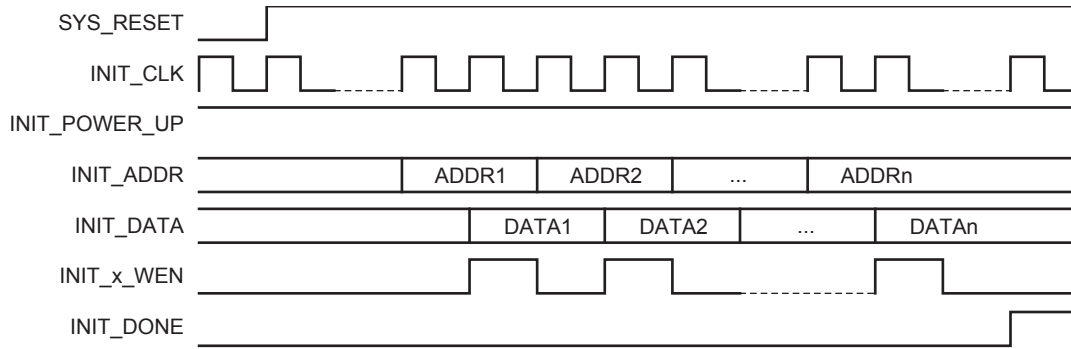 SYS_RESET
INIT_CLK
INIT_POWER_UP
INIT_ADDR ADDR1 ADDR2 ... ADDRn
INIT_DATA DATA1 DATA2 ... DATAn
INIT_x_WEN
INIT_DONE